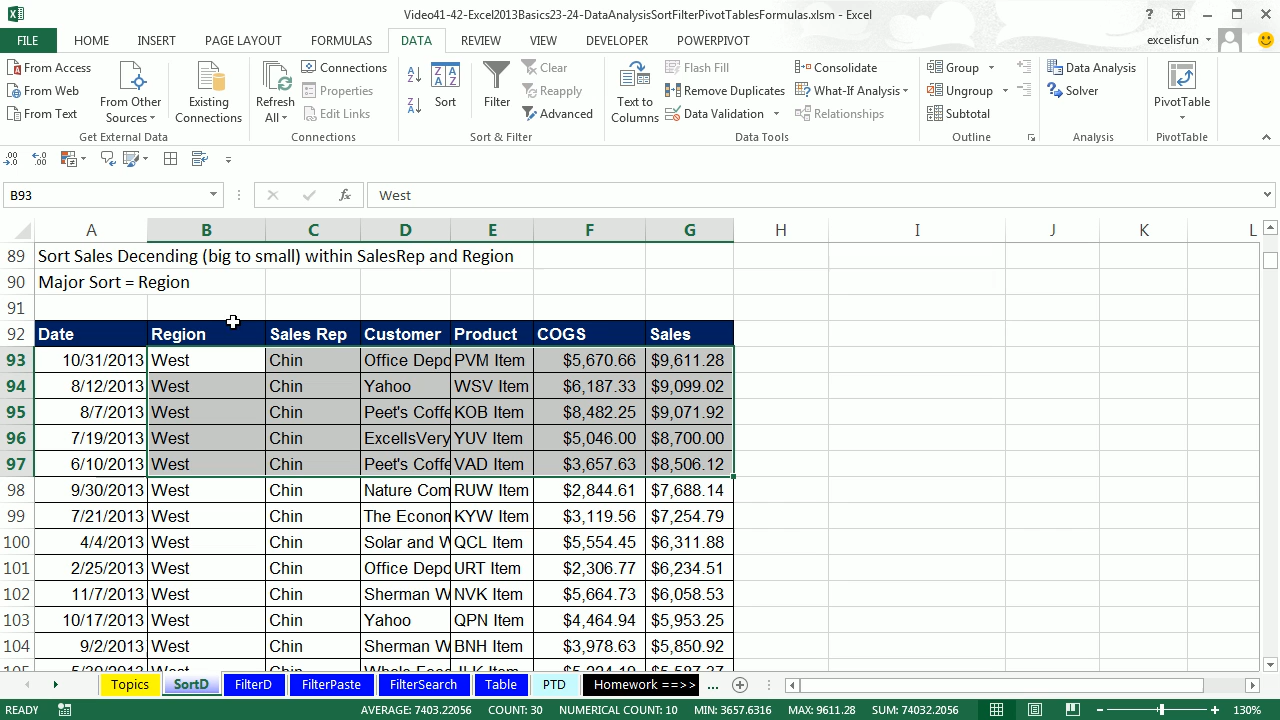 Video41-42-Excel2013Basics23-24-DataAnalysisSortFilterPivotTablesFormulas.xlsm - Excel
FILE HOME INSERT PAGE LAYOUT FORMULAS DATA REVIEW VIEW DEVELOPER POWERPIVOT excelisfun
From Access
From Web
From Text
From Other Sources
Existing Connections
Get External Data
Refresh All
Connections
Properties
Edit Links
Connections
Sort
Filter
Clear
Reapply
Advanced
Sort & Filter
Text to Columns
Flash Fill
Remove Duplicates
Data Validation
Consolidate
What-If Analysis
Relationships
Data Tools
Group
Ungroup
Subtotal
Outline
Data Analysis
Solver
Analysis
PivotTable
PivotTable
B93 fx West
A B C D E F G H I J K L
89 Sort Sales Decending (big to small) within SalesRep and Region
90 Major Sort = Region
91
92 Date Region Sales Rep Customer Product COGS Sales
93 10/31/2013 West Chin Office Depo PVM Item $5,670.66 $9,611.28
94 8/12/2013 West Chin Yahoo WSV Item $6,187.33 $9,099.02
95 8/7/2013 West Chin Peet's Coffe KOB Item $8,482.25 $9,071.92
96 7/19/2013 West Chin ExcelIsVery YUV Item $5,046.00 $8,700.00
97 6/10/2013 West Chin Peet's Coffe VAD Item $3,657.63 $8,506.12
98 9/30/2013 West Chin Nature Com RUW Item $2,844.61 $7,688.14
99 7/21/2013 West Chin The Econom KYW Item $3,119.56 $7,254.79
100 4/4/2013 West Chin Solar and W QCL Item $5,554.45 $6,311.88
101 2/25/2013 West Chin Office Depo URT Item $2,306.77 $6,234.51
102 11/7/2013 West Chin Sherman W NVK Item $5,664.73 $6,058.53
103 10/17/2013 West Chin Yahoo QPN Item $4,464.94 $5,953.25
104 9/2/2013 West Chin Sherman W BNH Item $3,978.63 $5,850.92
Topics SortD FilterD FilterPaste FilterSearch Table PTD Homework ==>> ...
READY AVERAGE: 7403.22056 COUNT: 30 NUMERICAL COUNT: 10 MIN: 3657.6316 MAX: 9611.28 SUM: 74032.2056 130%